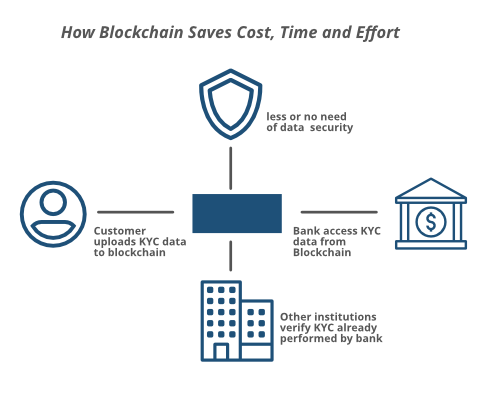 How Blockchain Saves Cost, Time and Effort
less or no need
of data  security
Customer
uploads KYC data
to blockchain
Bank access KYC
data from
Blockchain
$
Other institutions
verify KYC already
performed by bank